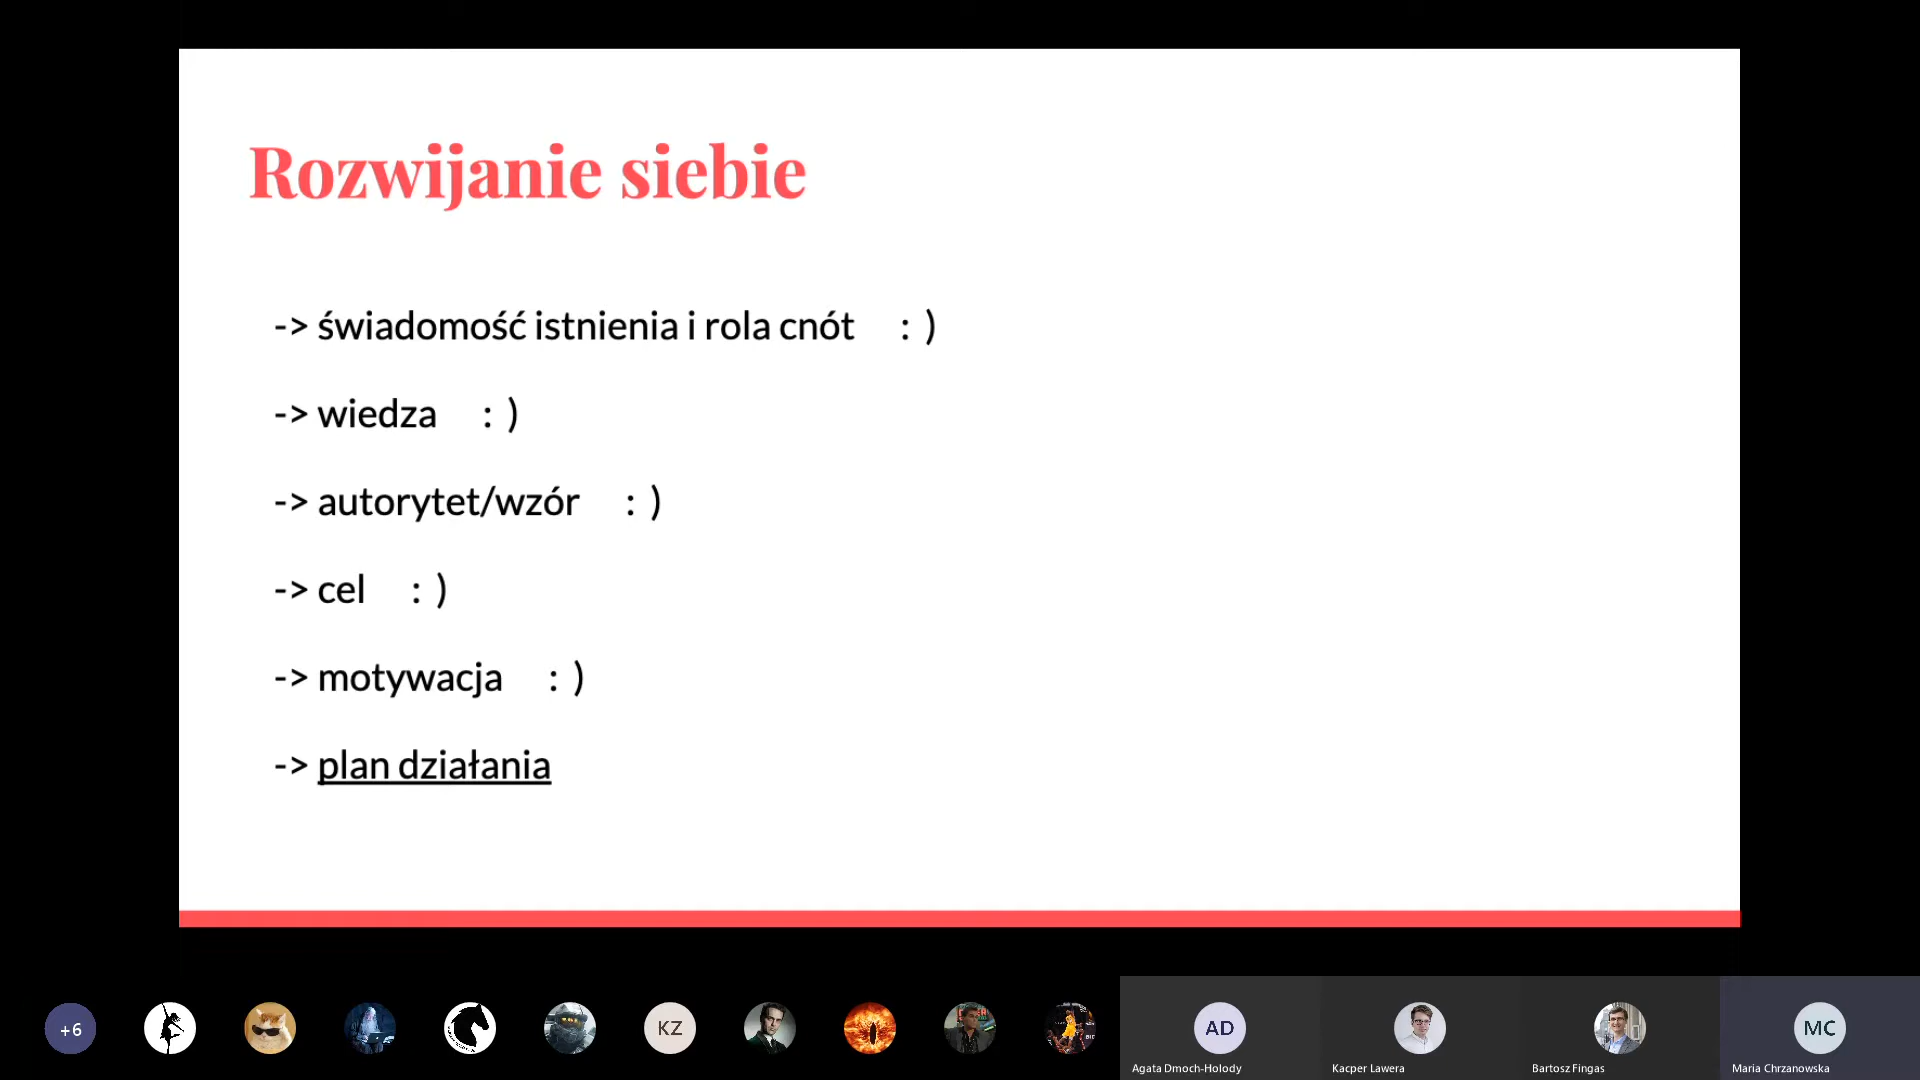 Rozwijanie siebie
-> świadomość istnienia i rola cnót : )
-> wiedza : )
-> autorytet/wzór : )
-> cel : )
-> motywacja : )
-> plan działania
+6
KZ
AD
MC
Agata Dmoch-Holody
Kacper Lawera
Bartosz Fingas
Maria Chrzanowska